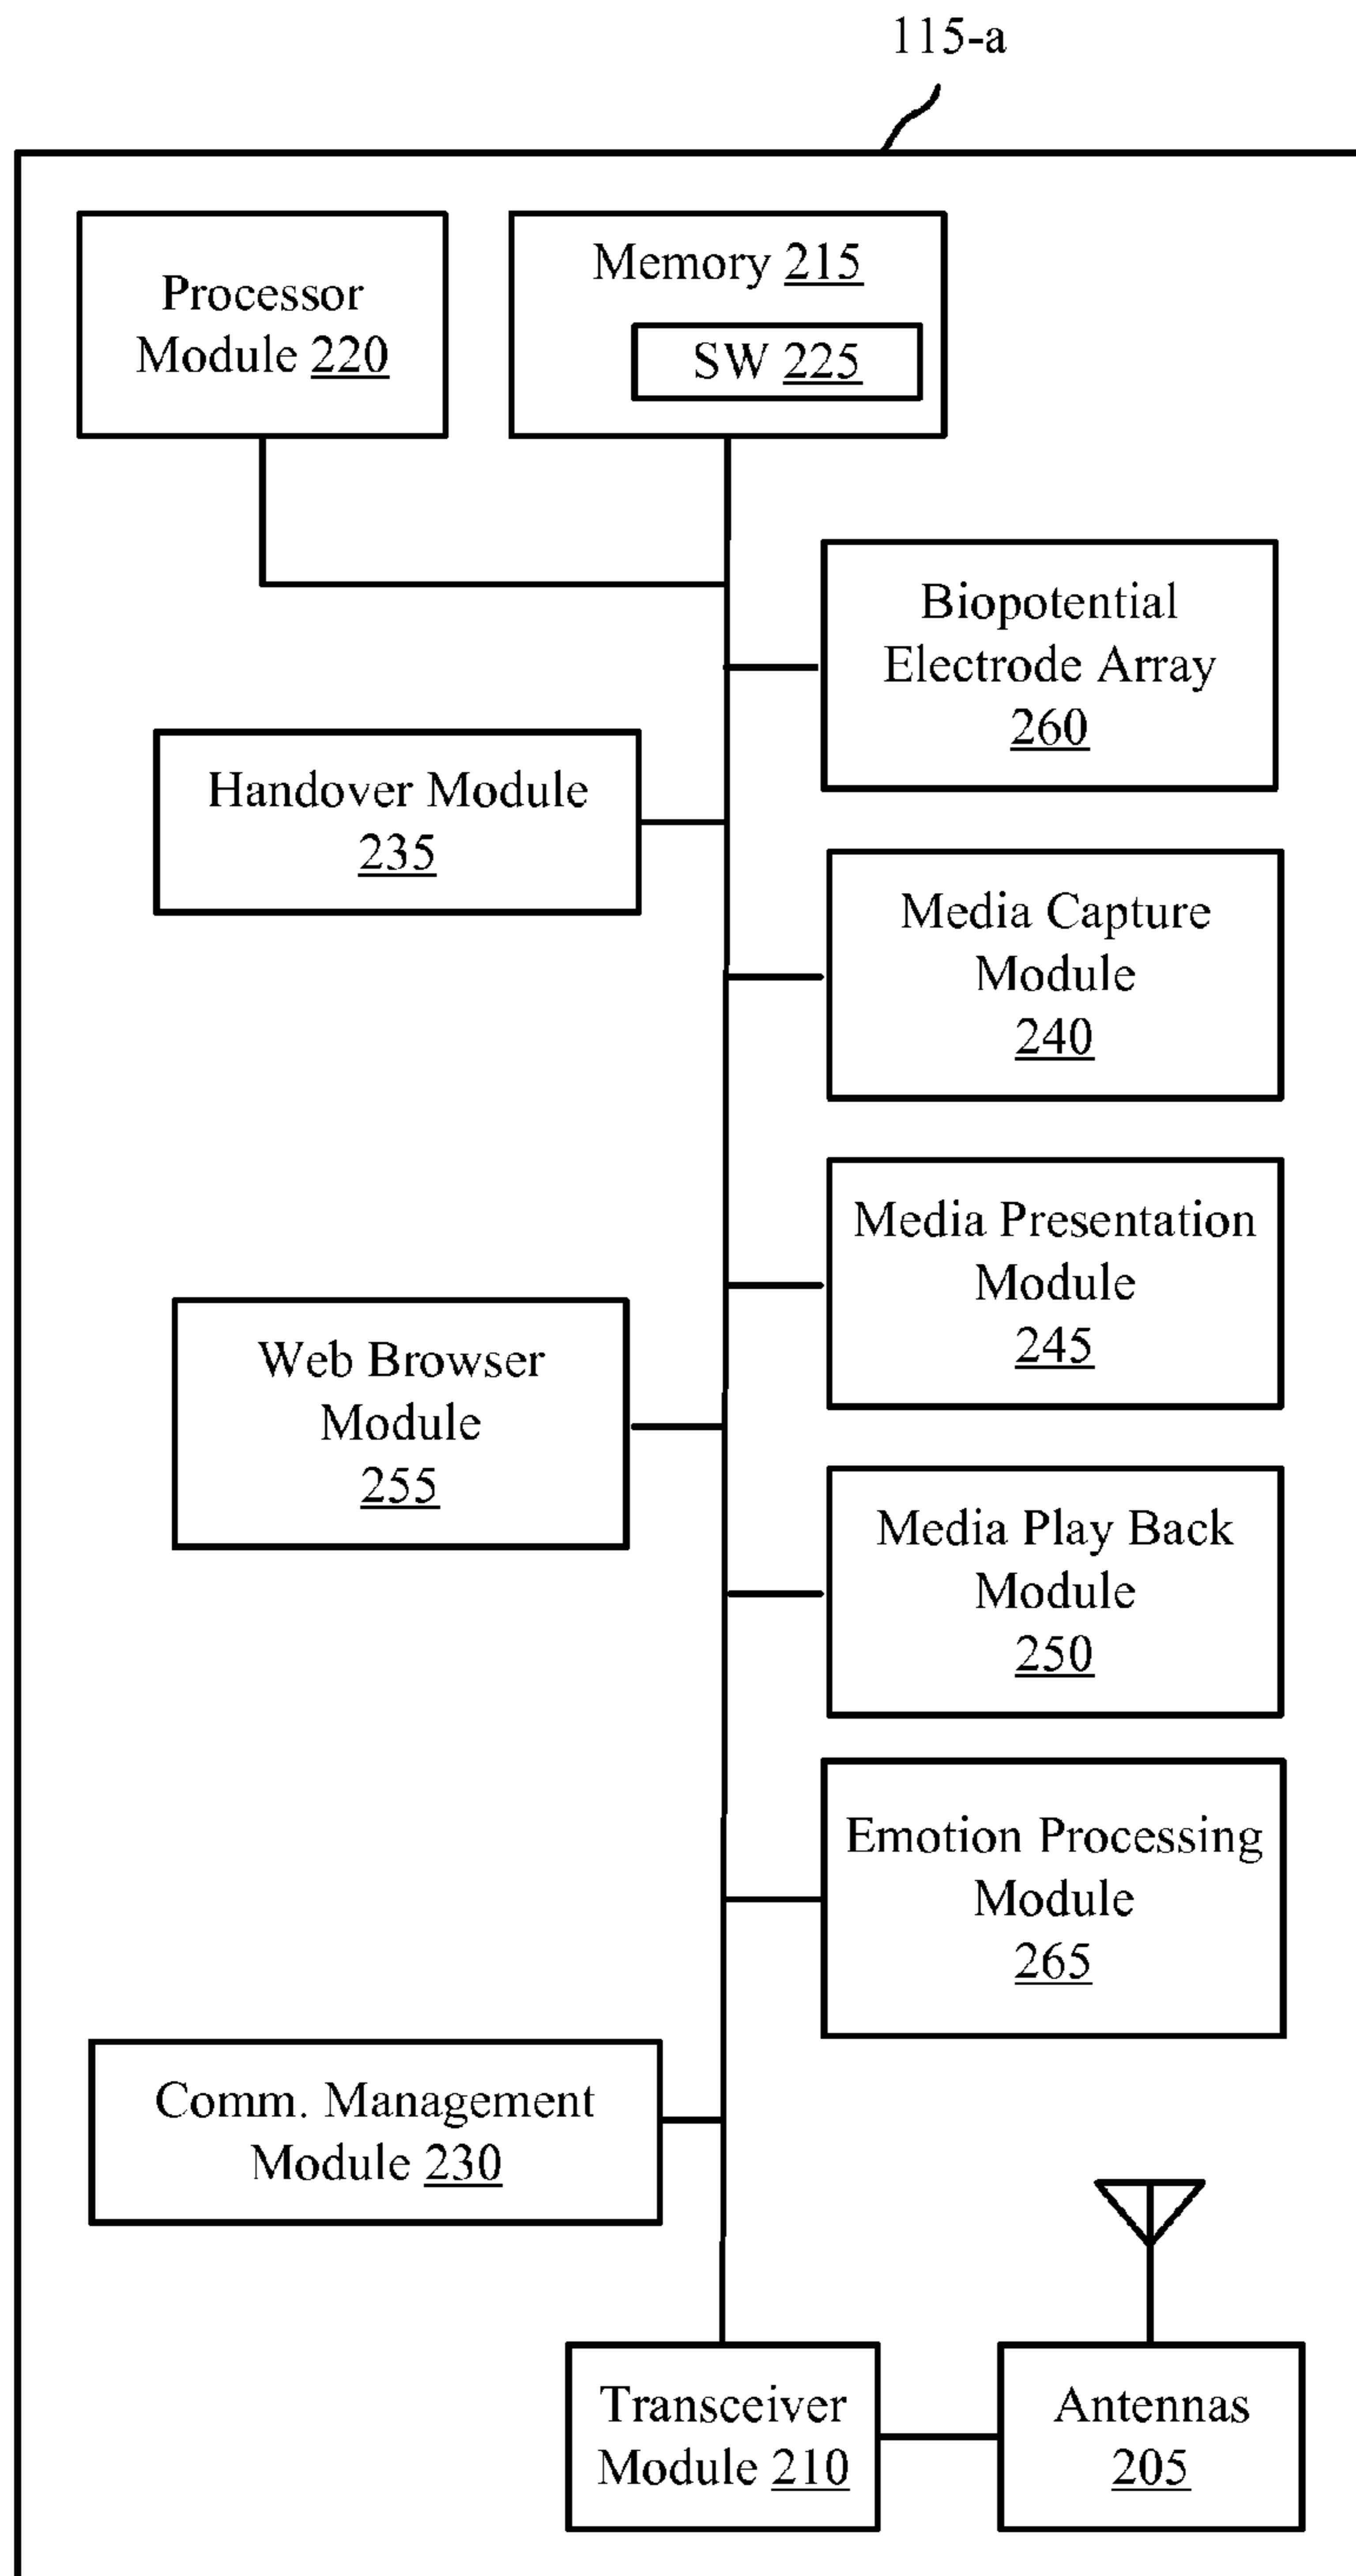 115-a
Processor
Module 220
Memory 215
SW 225
Biopotential
Electrode Array
260
Handover Module
235
Media Capture
Module
240
Media Presentation
Module
245
Web Browser
Module
255
Media Play Back
Module
250
Emotion Processing
Module
265
Comm. Management
Module 230
Transceiver
Module 210
Antennas
205